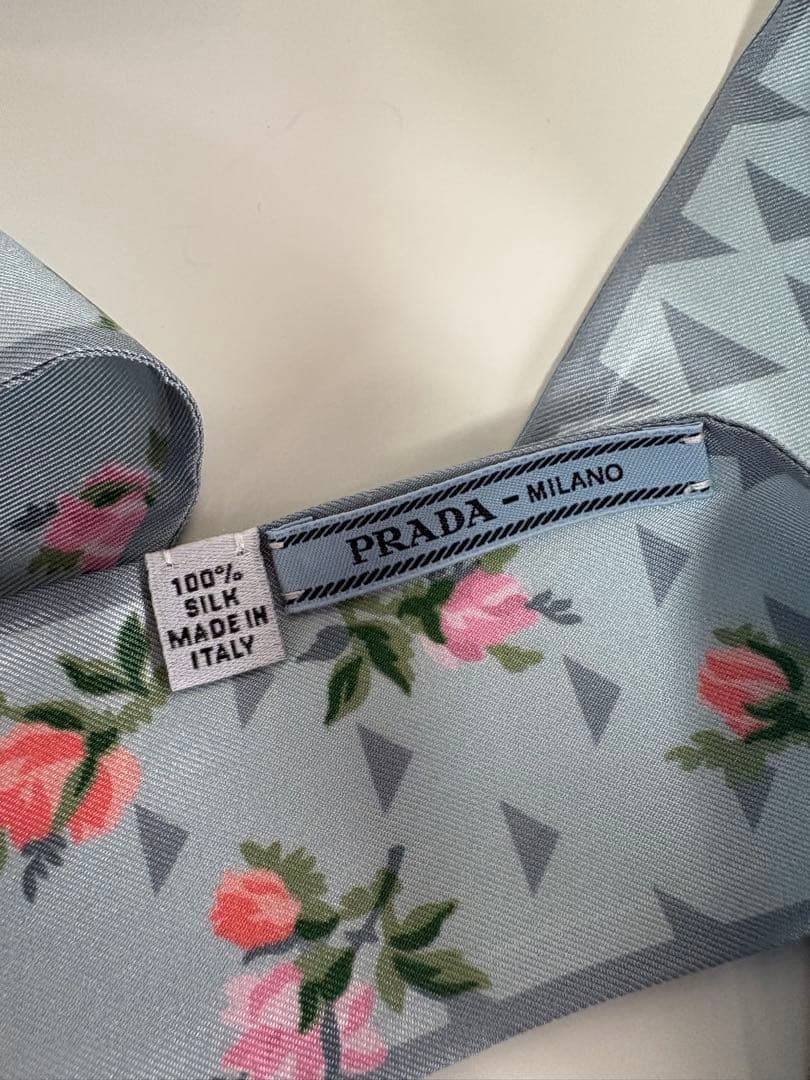 PRADA - MILANO
100%
SILK
MADE IN
ITALY